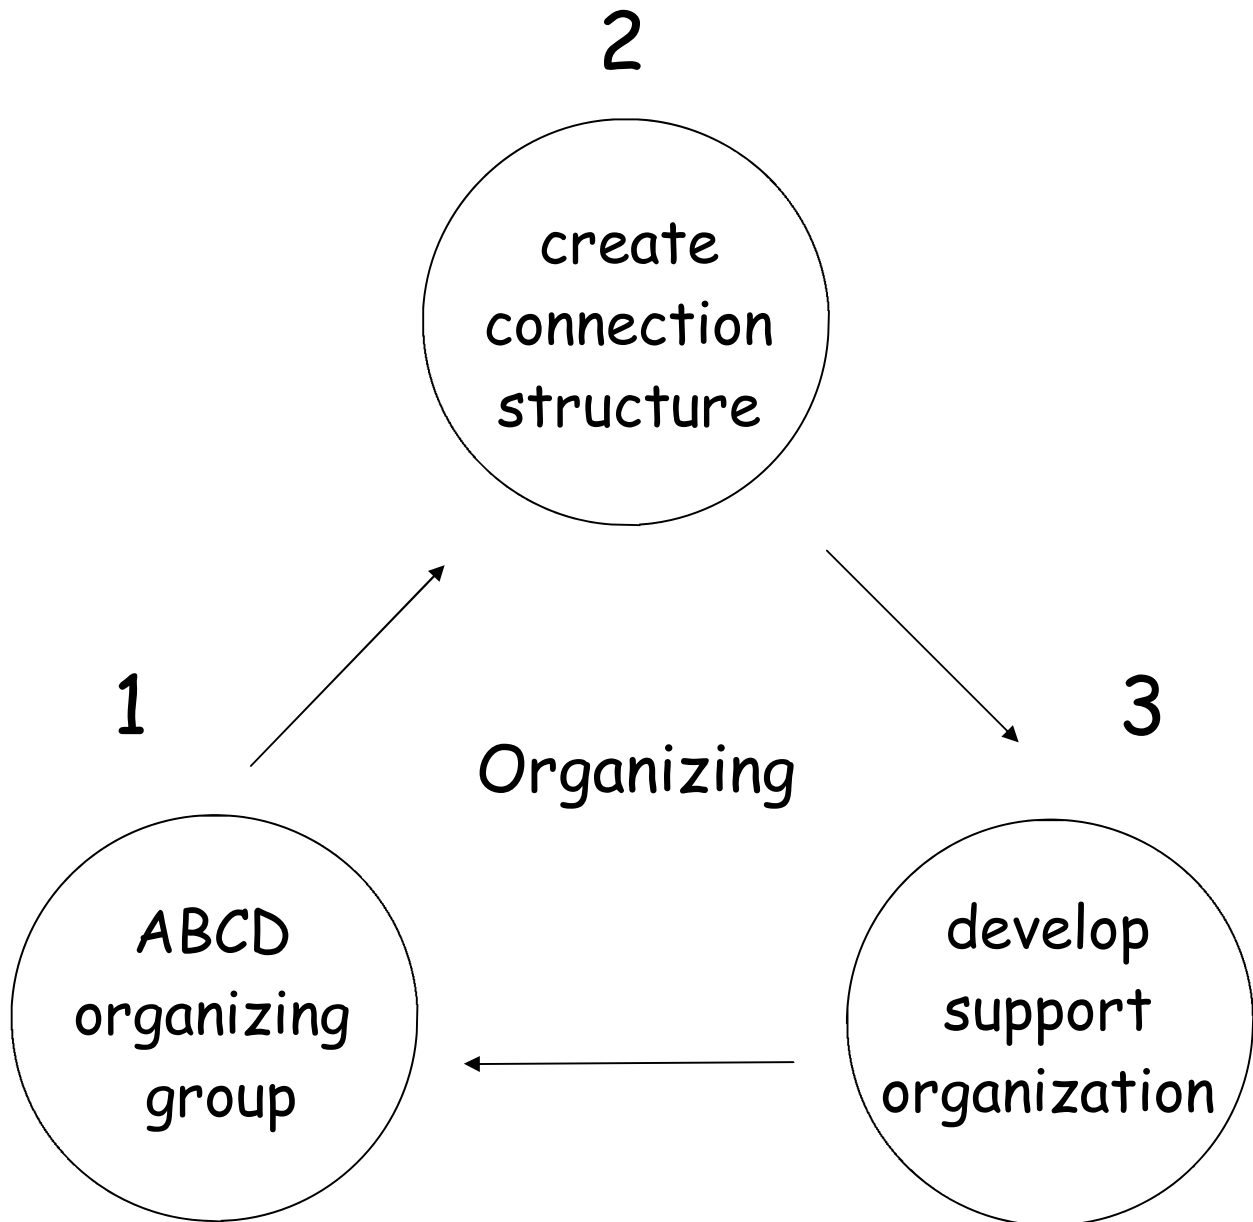 2
create
connection
structure
1
3
Organizing
ABCD
organizing
group
develop
support
organization